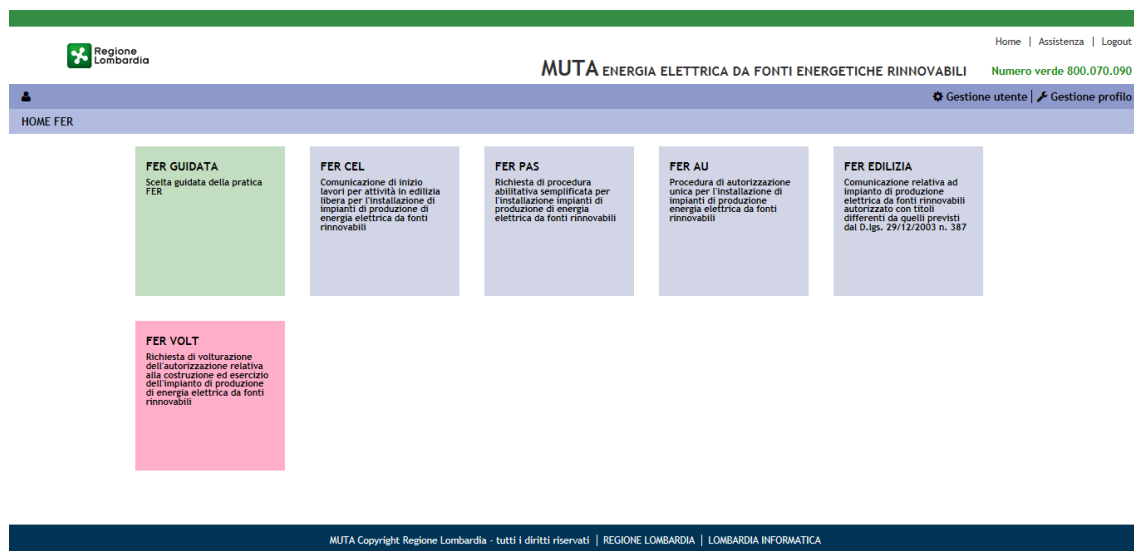 Home | Assistenza | Logout
Regione
Lombardia
MUTA ENERGIA ELETTRICA DA FONTI ENERGETICHE RINNOVABILI
Numero verde 800.070.090
Gestione utente | Gestione profilo
HOME FER
FER GUIDATA
Scelta guidata della pratica
FER
FER CEL
Comunicazione di inizio
lavori per attività in edilizia
libera per l'installazione di
impianti di produzione di
energia elettrica da fonti
rinnovabili
FER PAS
Richiesta di procedura
abilitativa semplificata per
l'installazione impianti di
produzione di energia
elettrica da fonti rinnovabili
FER AU
Procedura di autorizzazione
unica per l'installazione di
impianti di produzione
energia elettrica da fonti
rinnovabili
FER EDILIZIA
Comunicazione relativa ad
impianto di produzione
elettrica da fonti rinnovabili
autorizzato con titoli
differenti da quelli previsti
dal D.lgs. 29/12/2003 n. 387
FER VOLT
Richiesta di volturazione
dell'autorizzazione relativa
alla costruzione ed esercizio
dell'impianto di produzione
di energia elettrica da fonti
rinnovabili
MUTA Copyright Regione Lombardia - tutti i diritti riservati | REGIONE LOMBARDIA | LOMBARDIA INFORMATICA